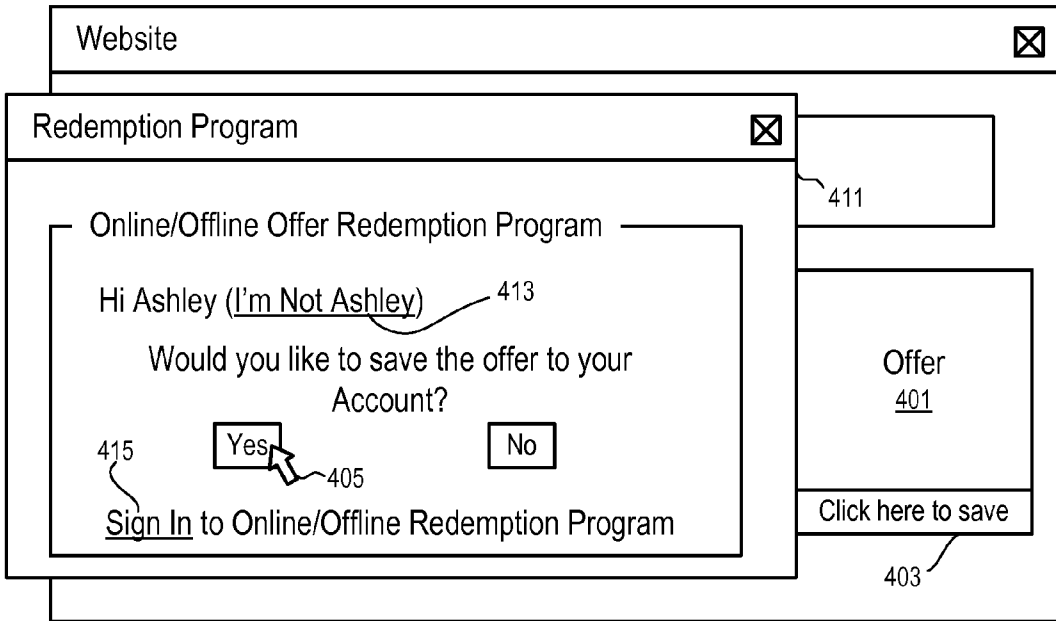 Website
Redemption Program
411
Online/Offline Offer Redemption Program
Hi Ashley (I'm Not Ashley)
413
Would you like to save the offer to your
Account?
Yes
No
415
405
Sign In to Online/Offline Redemption Program
Offer
401
Click here to save
403